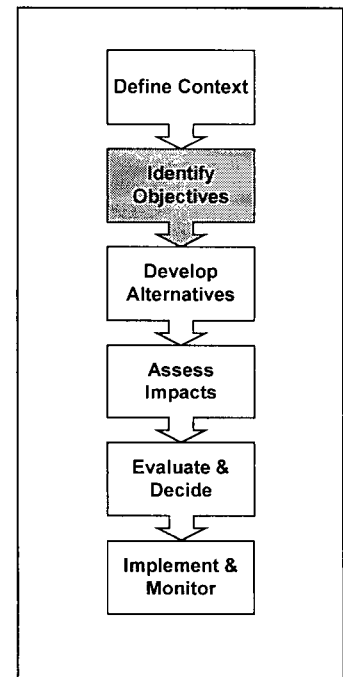 Define Context
Identify
Objectives
Develop
Alternatives
Assess
Impacts
Evaluate &
Decide
Implement &
Monitor